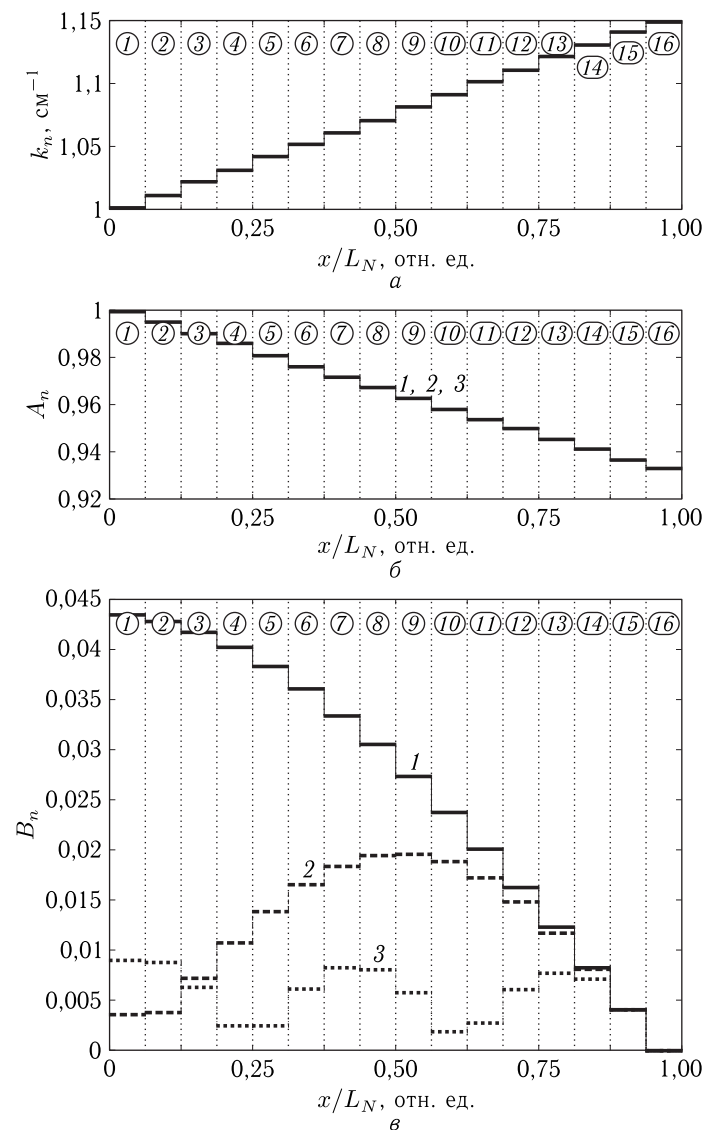 1,15
① ② ③ ④ ⑤ ⑥ ⑦ ⑧ ⑨ ⑩ ⑪ ⑫ ⑬ ⑭ ⑮ ⑯
1,1
1,05
1
kₙ, см⁻¹
0 0,25 0,50 0,75 1,00
x/L_N, отн. ед.
а
1
① ② ③ ④ ⑤ ⑥ ⑦ ⑧ ⑨ ⑩ ⑪ ⑫ ⑬ ⑭ ⑮ ⑯
0,98
1, 2, 3
0,96
0,94
0,92
Aₙ
0 0,25 0,50 0,75 1,00
x/L_N, отн. ед.
б
0,045
① ② ③ ④ ⑤ ⑥ ⑦ ⑧ ⑨ ⑩ ⑪ ⑫ ⑬ ⑭ ⑮ ⑯
0,04
0,035
0,03
1
0,025
Bₙ
0,02
2
0,015
0,01
3
0,005
0
0 0,25 0,50 0,75 1,00
x/L_N, отн. ед.
в